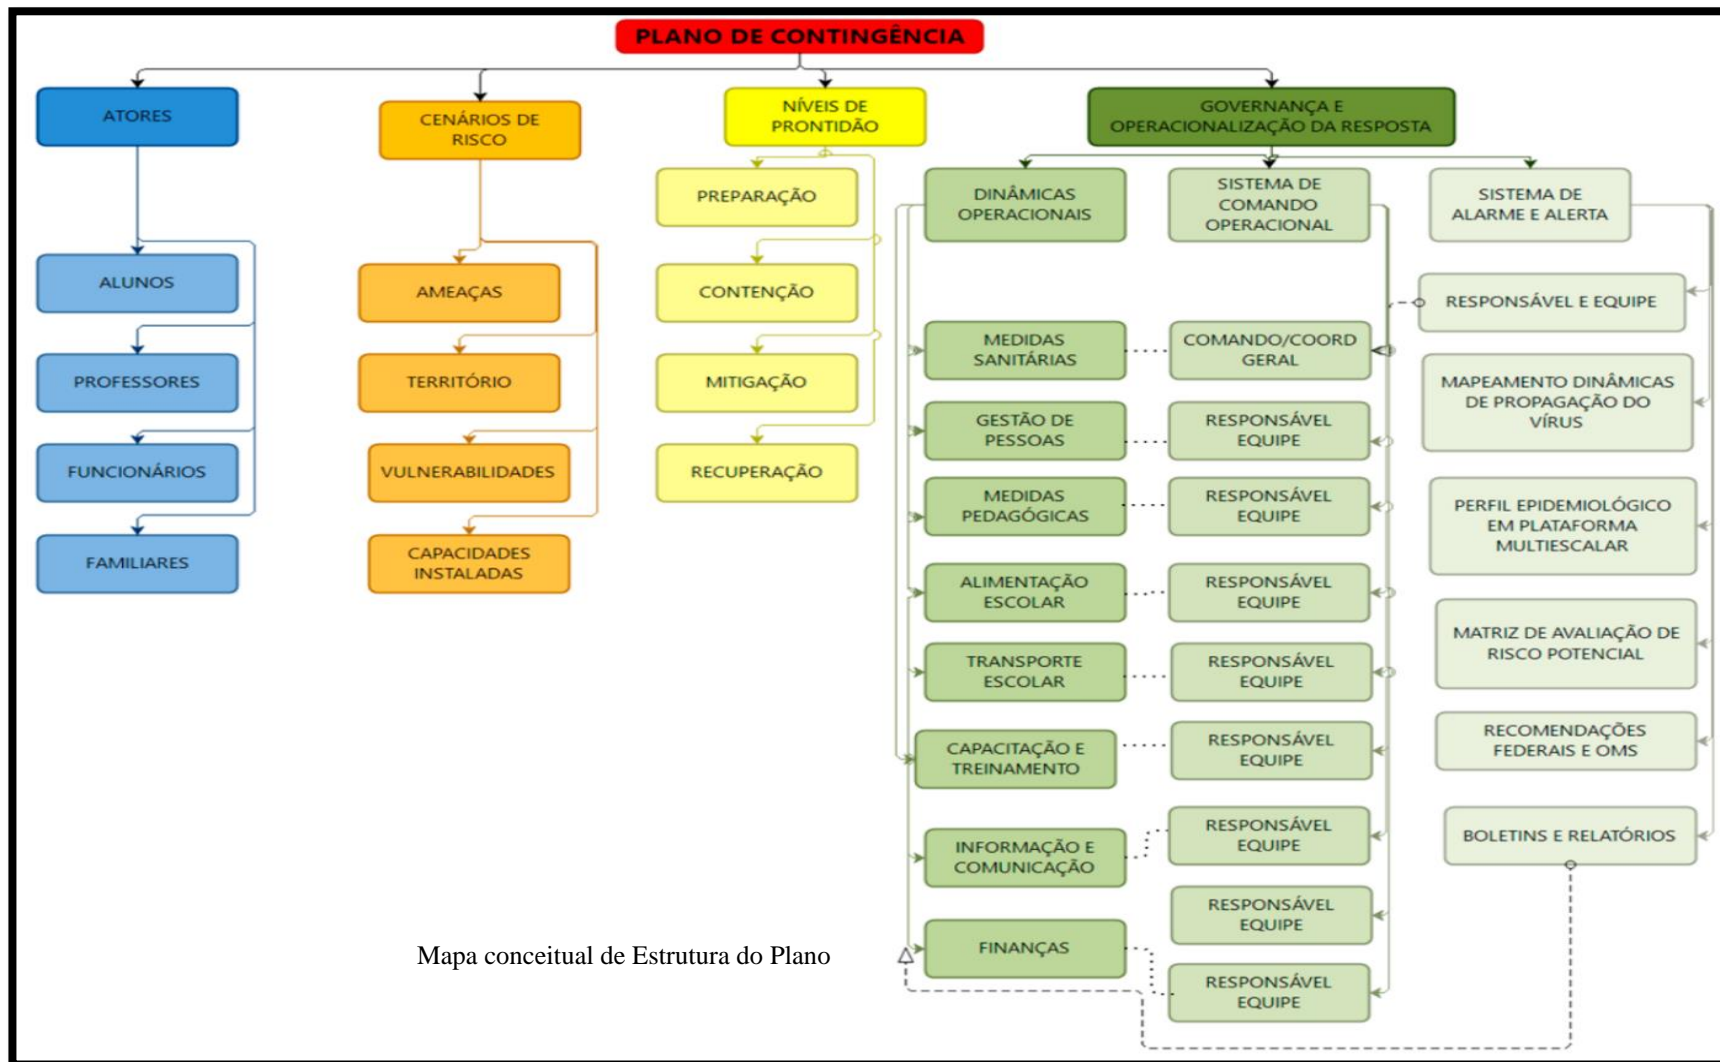 PLANO DE CONTINGÊNCIA
ATORES
ALUNOS
PROFESSORES
FUNCIONÁRIOS
FAMILIARES
CENÁRIOS DE
RISCO
AMEAÇAS
TERRITÓRIO
VULNERABILIDADES
CAPACIDADES
INSTALADAS
NÍVEIS DE
PRONTIDÃO
PREPARAÇÃO
CONTENÇÃO
MITIGAÇÃO
RECUPERAÇÃO
GOVERNANÇA E
OPERACIONALIZAÇÃO DA RESPOSTA
DINÂMICAS
OPERACIONAIS
MEDIDAS
SANITÁRIAS
GESTÃO DE
PESSOAS
MEDIDAS
PEDAGÓGICAS
ALIMENTAÇÃO
ESCOLAR
TRANSPORTE
ESCOLAR
CAPACITAÇÃO E
TREINAMENTO
INFORMAÇÃO E
COMUNICAÇÃO
FINANÇAS
SISTEMA DE
COMANDO
OPERACIONAL
COMANDO/COORD
GERAL
RESPONSÁVEL
EQUIPE
RESPONSÁVEL
EQUIPE
RESPONSÁVEL
EQUIPE
RESPONSÁVEL
EQUIPE
RESPONSÁVEL
EQUIPE
RESPONSÁVEL
EQUIPE
RESPONSÁVEL
EQUIPE
RESPONSÁVEL
EQUIPE
SISTEMA DE
ALARME E ALERTA
RESPONSÁVEL E EQUIPE
MAPEAMENTO DINÂMICAS
DE PROPAGAÇÃO DO
VÍRUS
PERFIL EPIDEMIOLÓGICO
EM PLATAFORMA
MULTIESCALAR
MATRIZ DE AVALIAÇÃO DE
RISCO POTENCIAL
RECOMENDAÇÕES
FEDERAIS E OMS
BOLETINS E RELATÓRIOS
Mapa conceitual de Estrutura do Plano